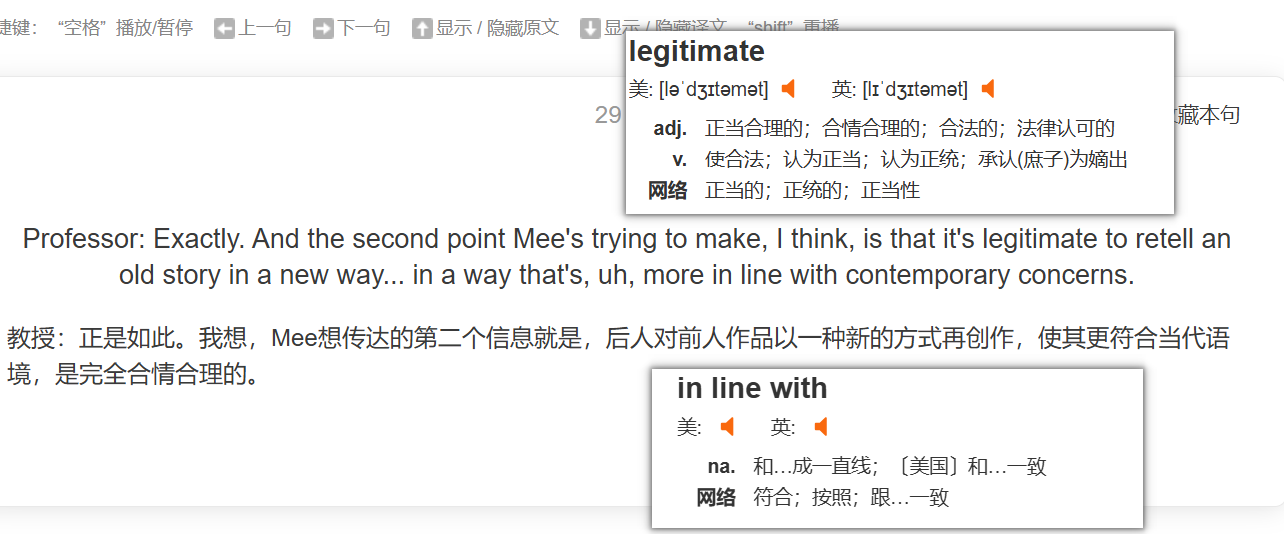 捷键： “空格” 播放/暂停 上一句 下一句 显示 / 隐藏原文 显示 / 隐藏译文 “shift” 重播
legitimate
美: [ləˈdʒɪtəmət] 英: [lɪˈdʒɪtəmət]
29
藏本句
adj. 正当合理的；合情合理的；合法的；法律认可的
v. 使合法；认为正当；认为正统；承认(庶子)为嫡出
网络 正当的；正统的；正当性
Professor: Exactly. And the second point Mee's trying to make, I think, is that it's legitimate to retell an
old story in a new way... in a way that's, uh, more in line with contemporary concerns.
教授：正是如此。我想，Mee想传达的第二个信息就是，后人对前人作品以一种新的方式再创作，使其更符合当代语
境，是完全合情合理的。
in line with
美: 英:
na. 和…成一直线；〔美国〕和…一致
网络 符合；按照；跟…一致